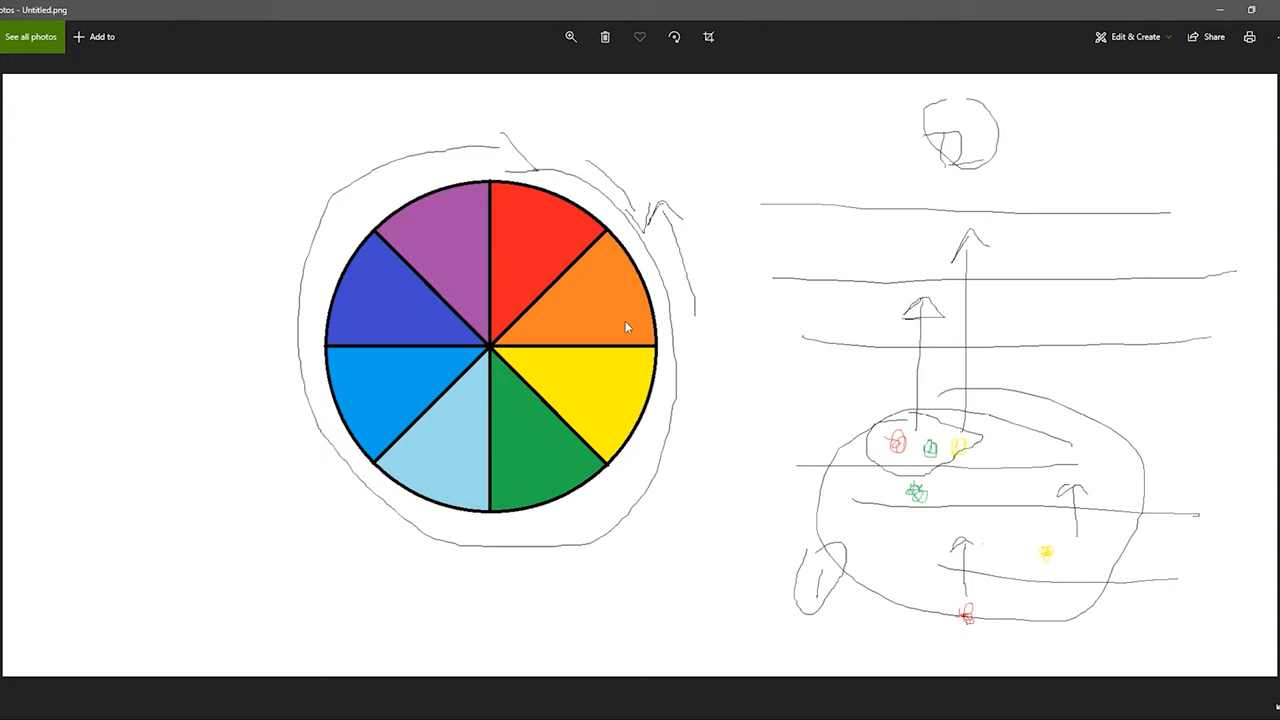 otos - Untitled.png
See all photos
Add to
Edit & Create
Share